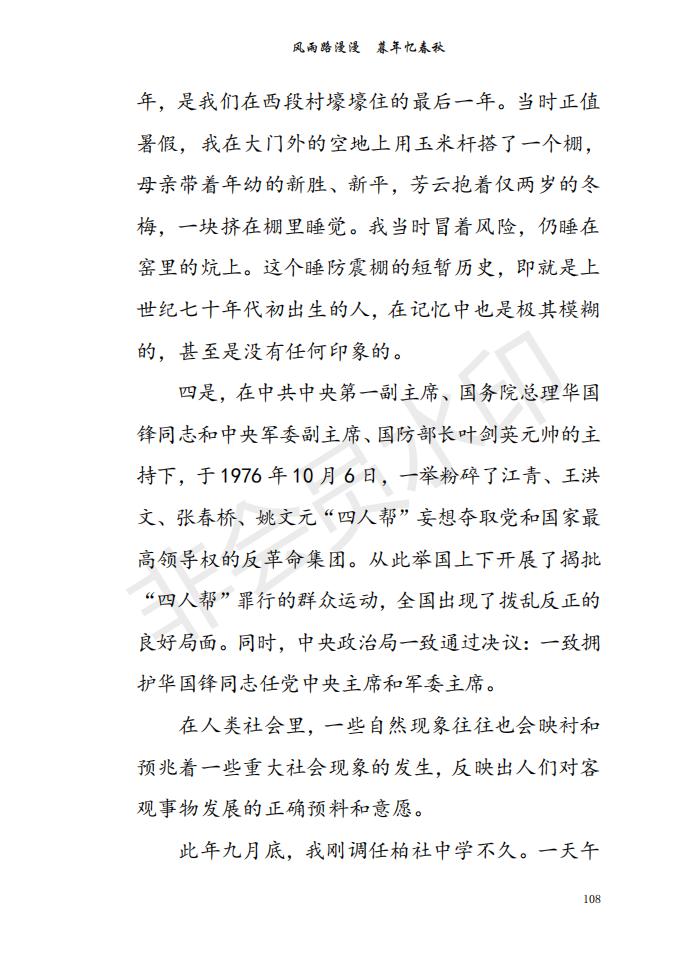 风雨路漫漫　暮年忆春秋
年，是我们在西段村壕壕住的最后一年。当时正值
暑假，我在大门外的空地上用玉米杆搭了一个棚，
母亲带着年幼的新胜、新平，芳云抱着仅两岁的冬
梅，一块挤在棚里睡觉。我当时冒着风险，仍睡在
窑里的炕上。这个睡防震棚的短暂历史，即就是上
世纪七十年代初出生的人，在记忆中也是极其模糊
的，甚至是没有任何印象的。
四是，在中共中央第一副主席、国务院总理华国
锋同志和中央军委副主席、国防部长叶剑英元帅的主
持下，于 1976 年 10 月 6 日，一举粉碎了江青、王洪
文、张春桥、姚文元“四人帮”妄想夺取党和国家最
高领导权的反革命集团。从此举国上下开展了揭批
“四人帮”罪行的群众运动，全国出现了拨乱反正的
良好局面。同时，中央政治局一致通过决议：一致拥
护华国锋同志任党中央主席和军委主席。
在人类社会里，一些自然现象往往也会映衬和
预兆着一些重大社会现象的发生，反映出人们对客
观事物发展的正确预料和意愿。
此年九月底，我刚调任柏社中学不久。一天午
108
非会员水印